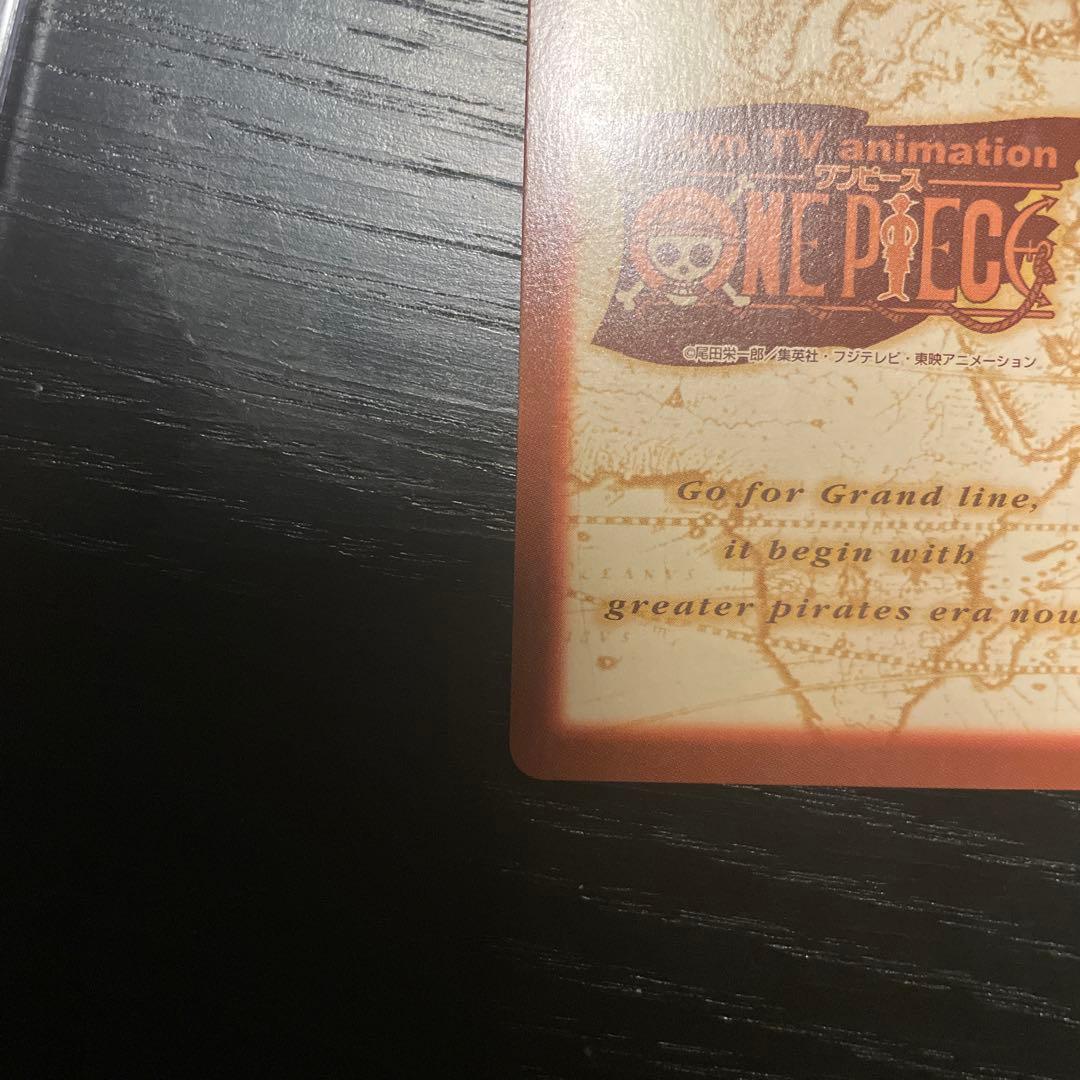 From TV animation
ワンピース
ONE PIECE
©尾田栄一郎／集英社・フジテレビ・東映アニメーション
Go for Grand line,
it begin with
OCEANVS
greater pirates era now